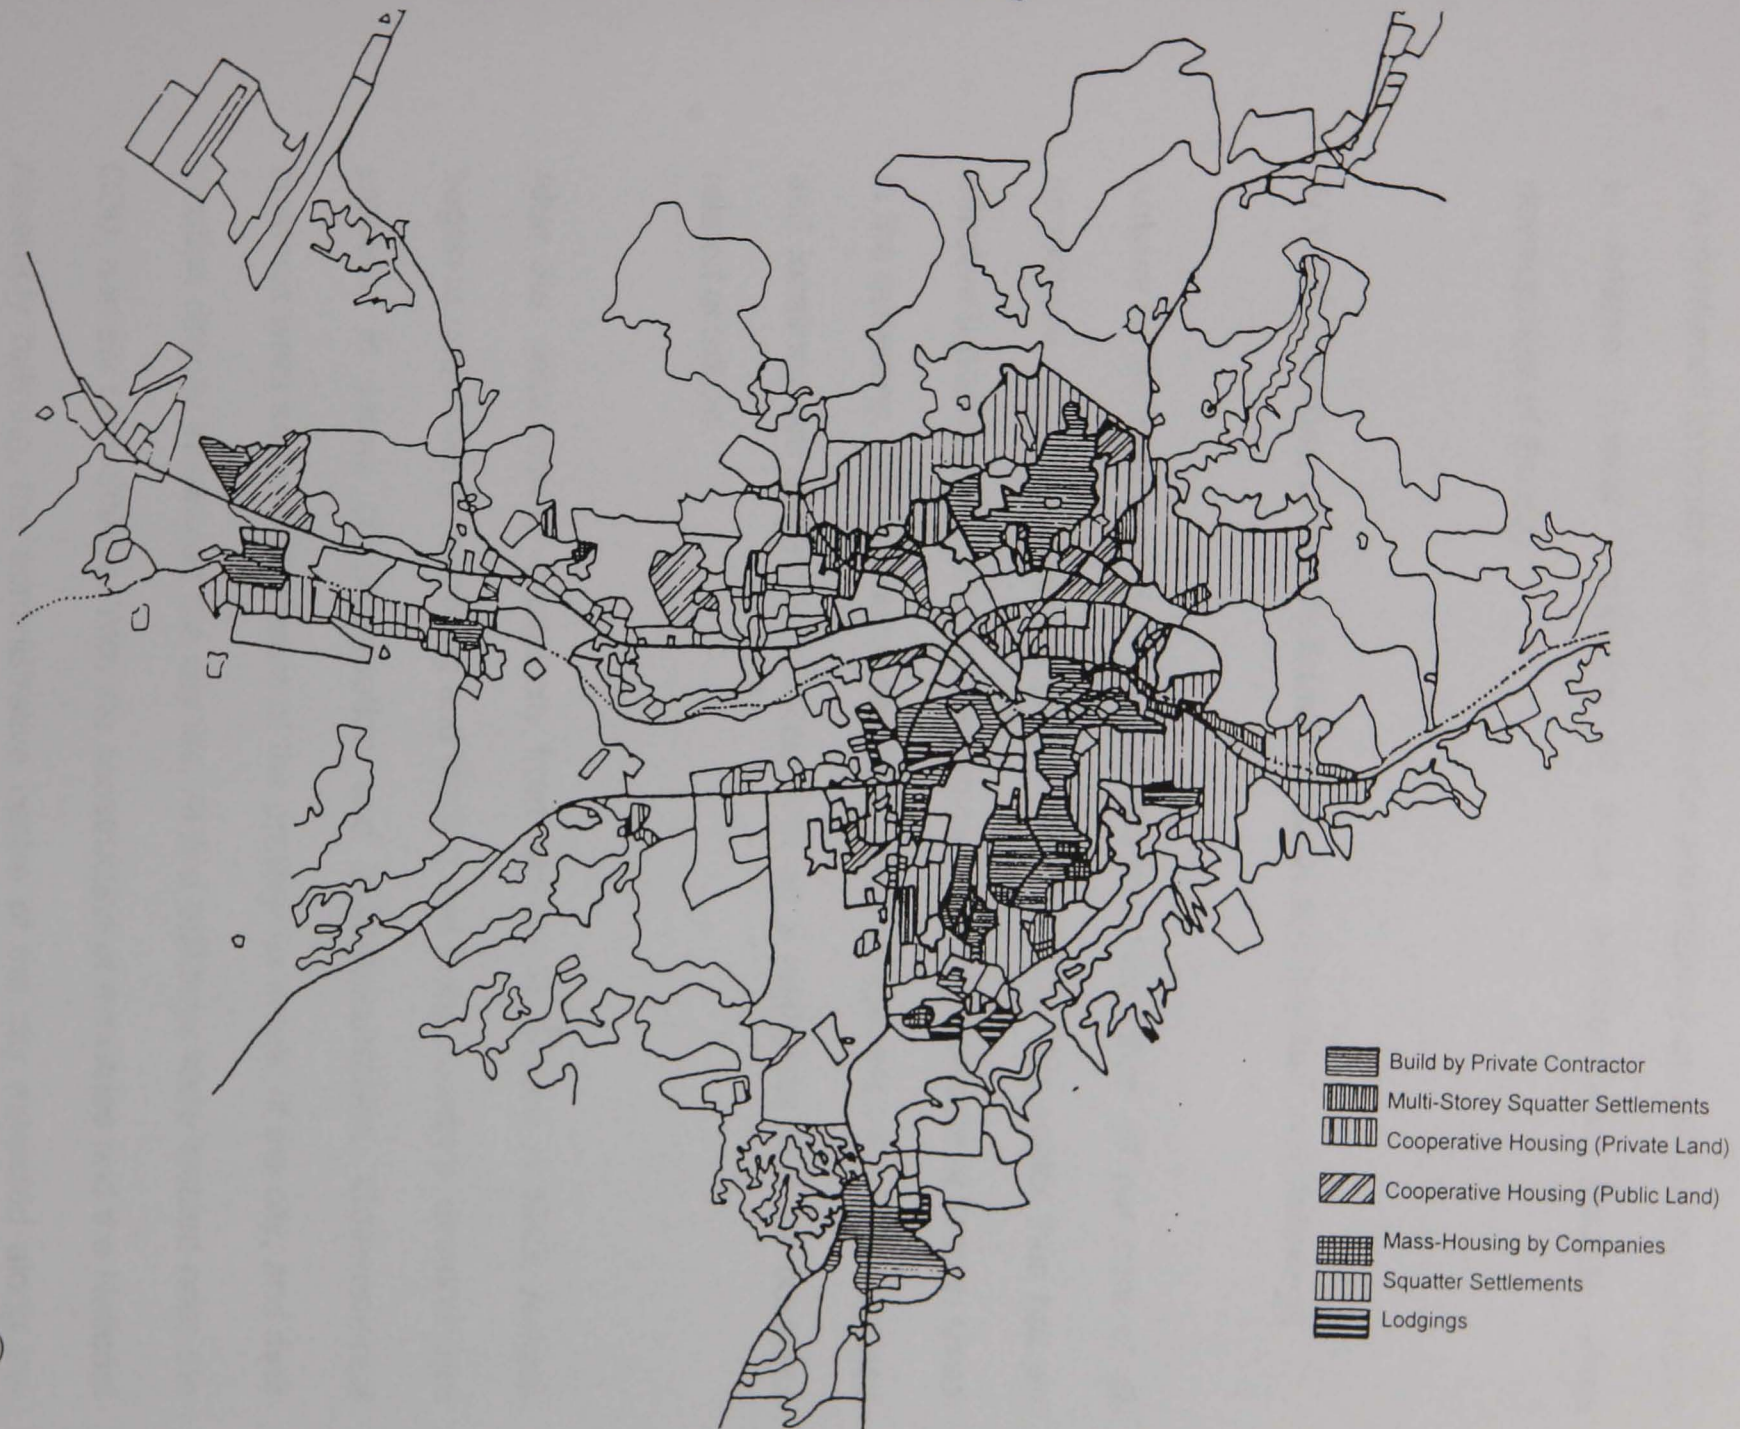 Build by Private Contractor
Multi-Storey Squatter Settlements
Cooperative Housing (Private Land)
Cooperative Housing (Public Land)
Mass-Housing by Companies
Squatter Settlements
Lodgings